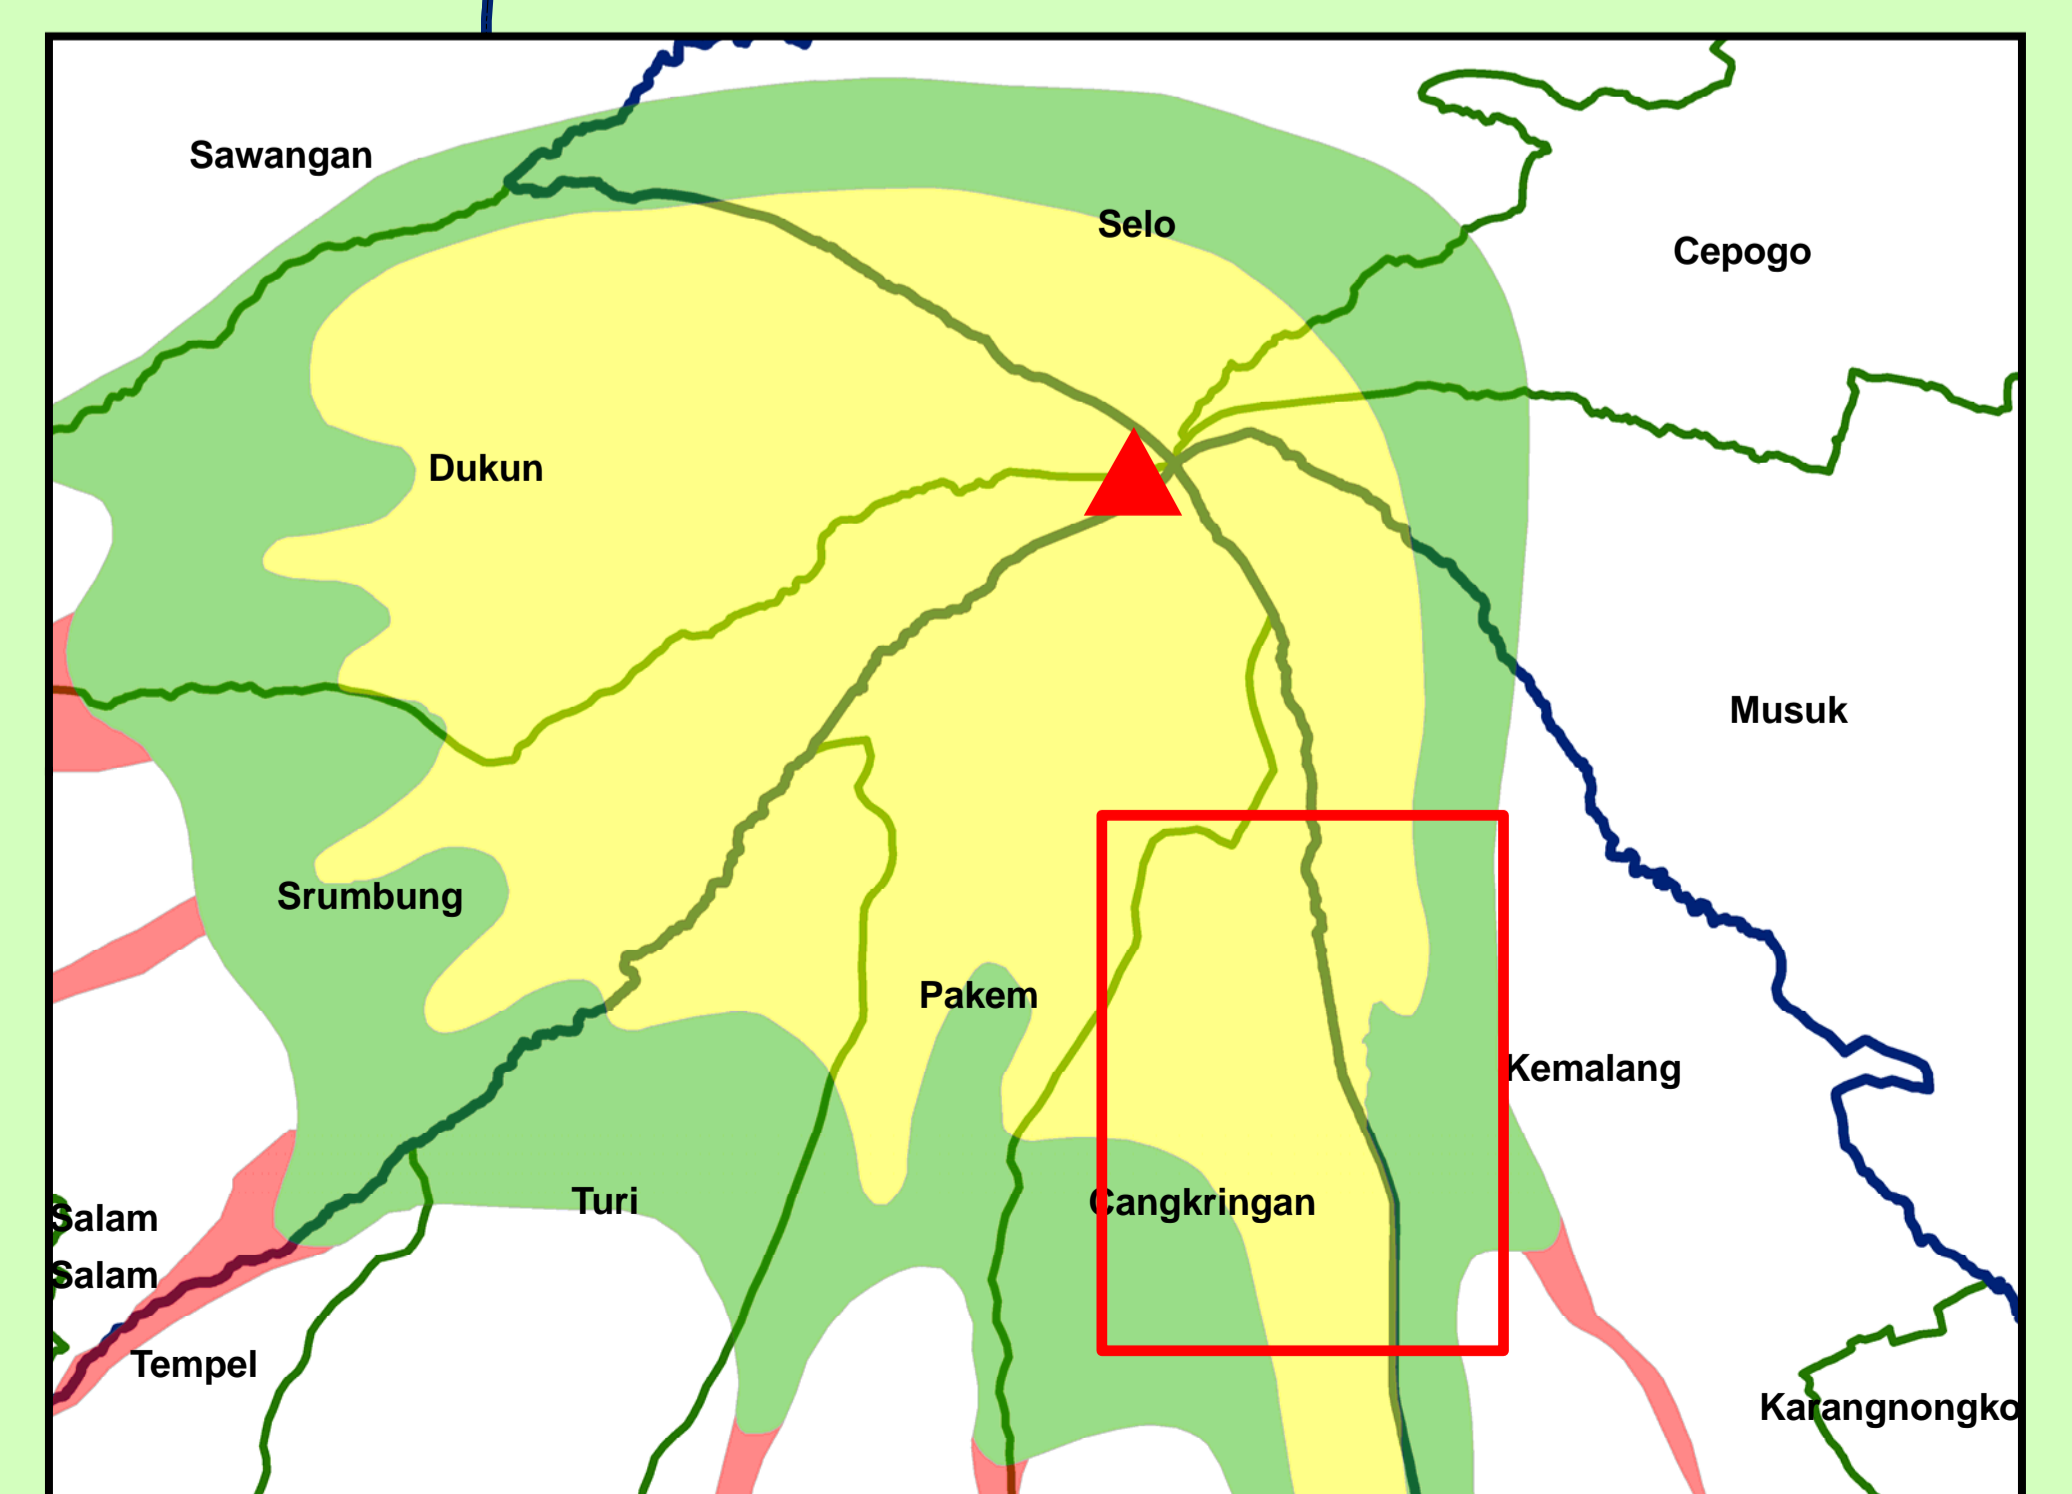 Sawangan
Selo
Cepogo
Dukun
Musuk
Srumbung
Pakem
Kemalang
Turi
Cangkringan
Salam
Salam
Tempel
Karangnongko